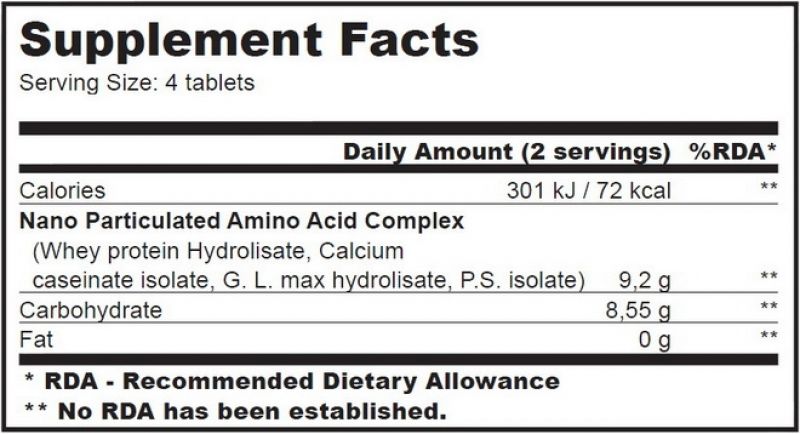 Supplement Facts
Serving Size: 4 tablets
Daily Amount (2 servings) %RDA*
Calories 301 kJ / 72 kcal **
Nano Particulated Amino Acid Complex
(Whey protein Hydrolisate, Calcium
caseinate isolate, G. L. max hydrolisate, P.S. isolate) 9,2 g **
Carbohydrate 8,55 g **
Fat 0 g **
* RDA - Recommended Dietary Allowance
** No RDA has been established.